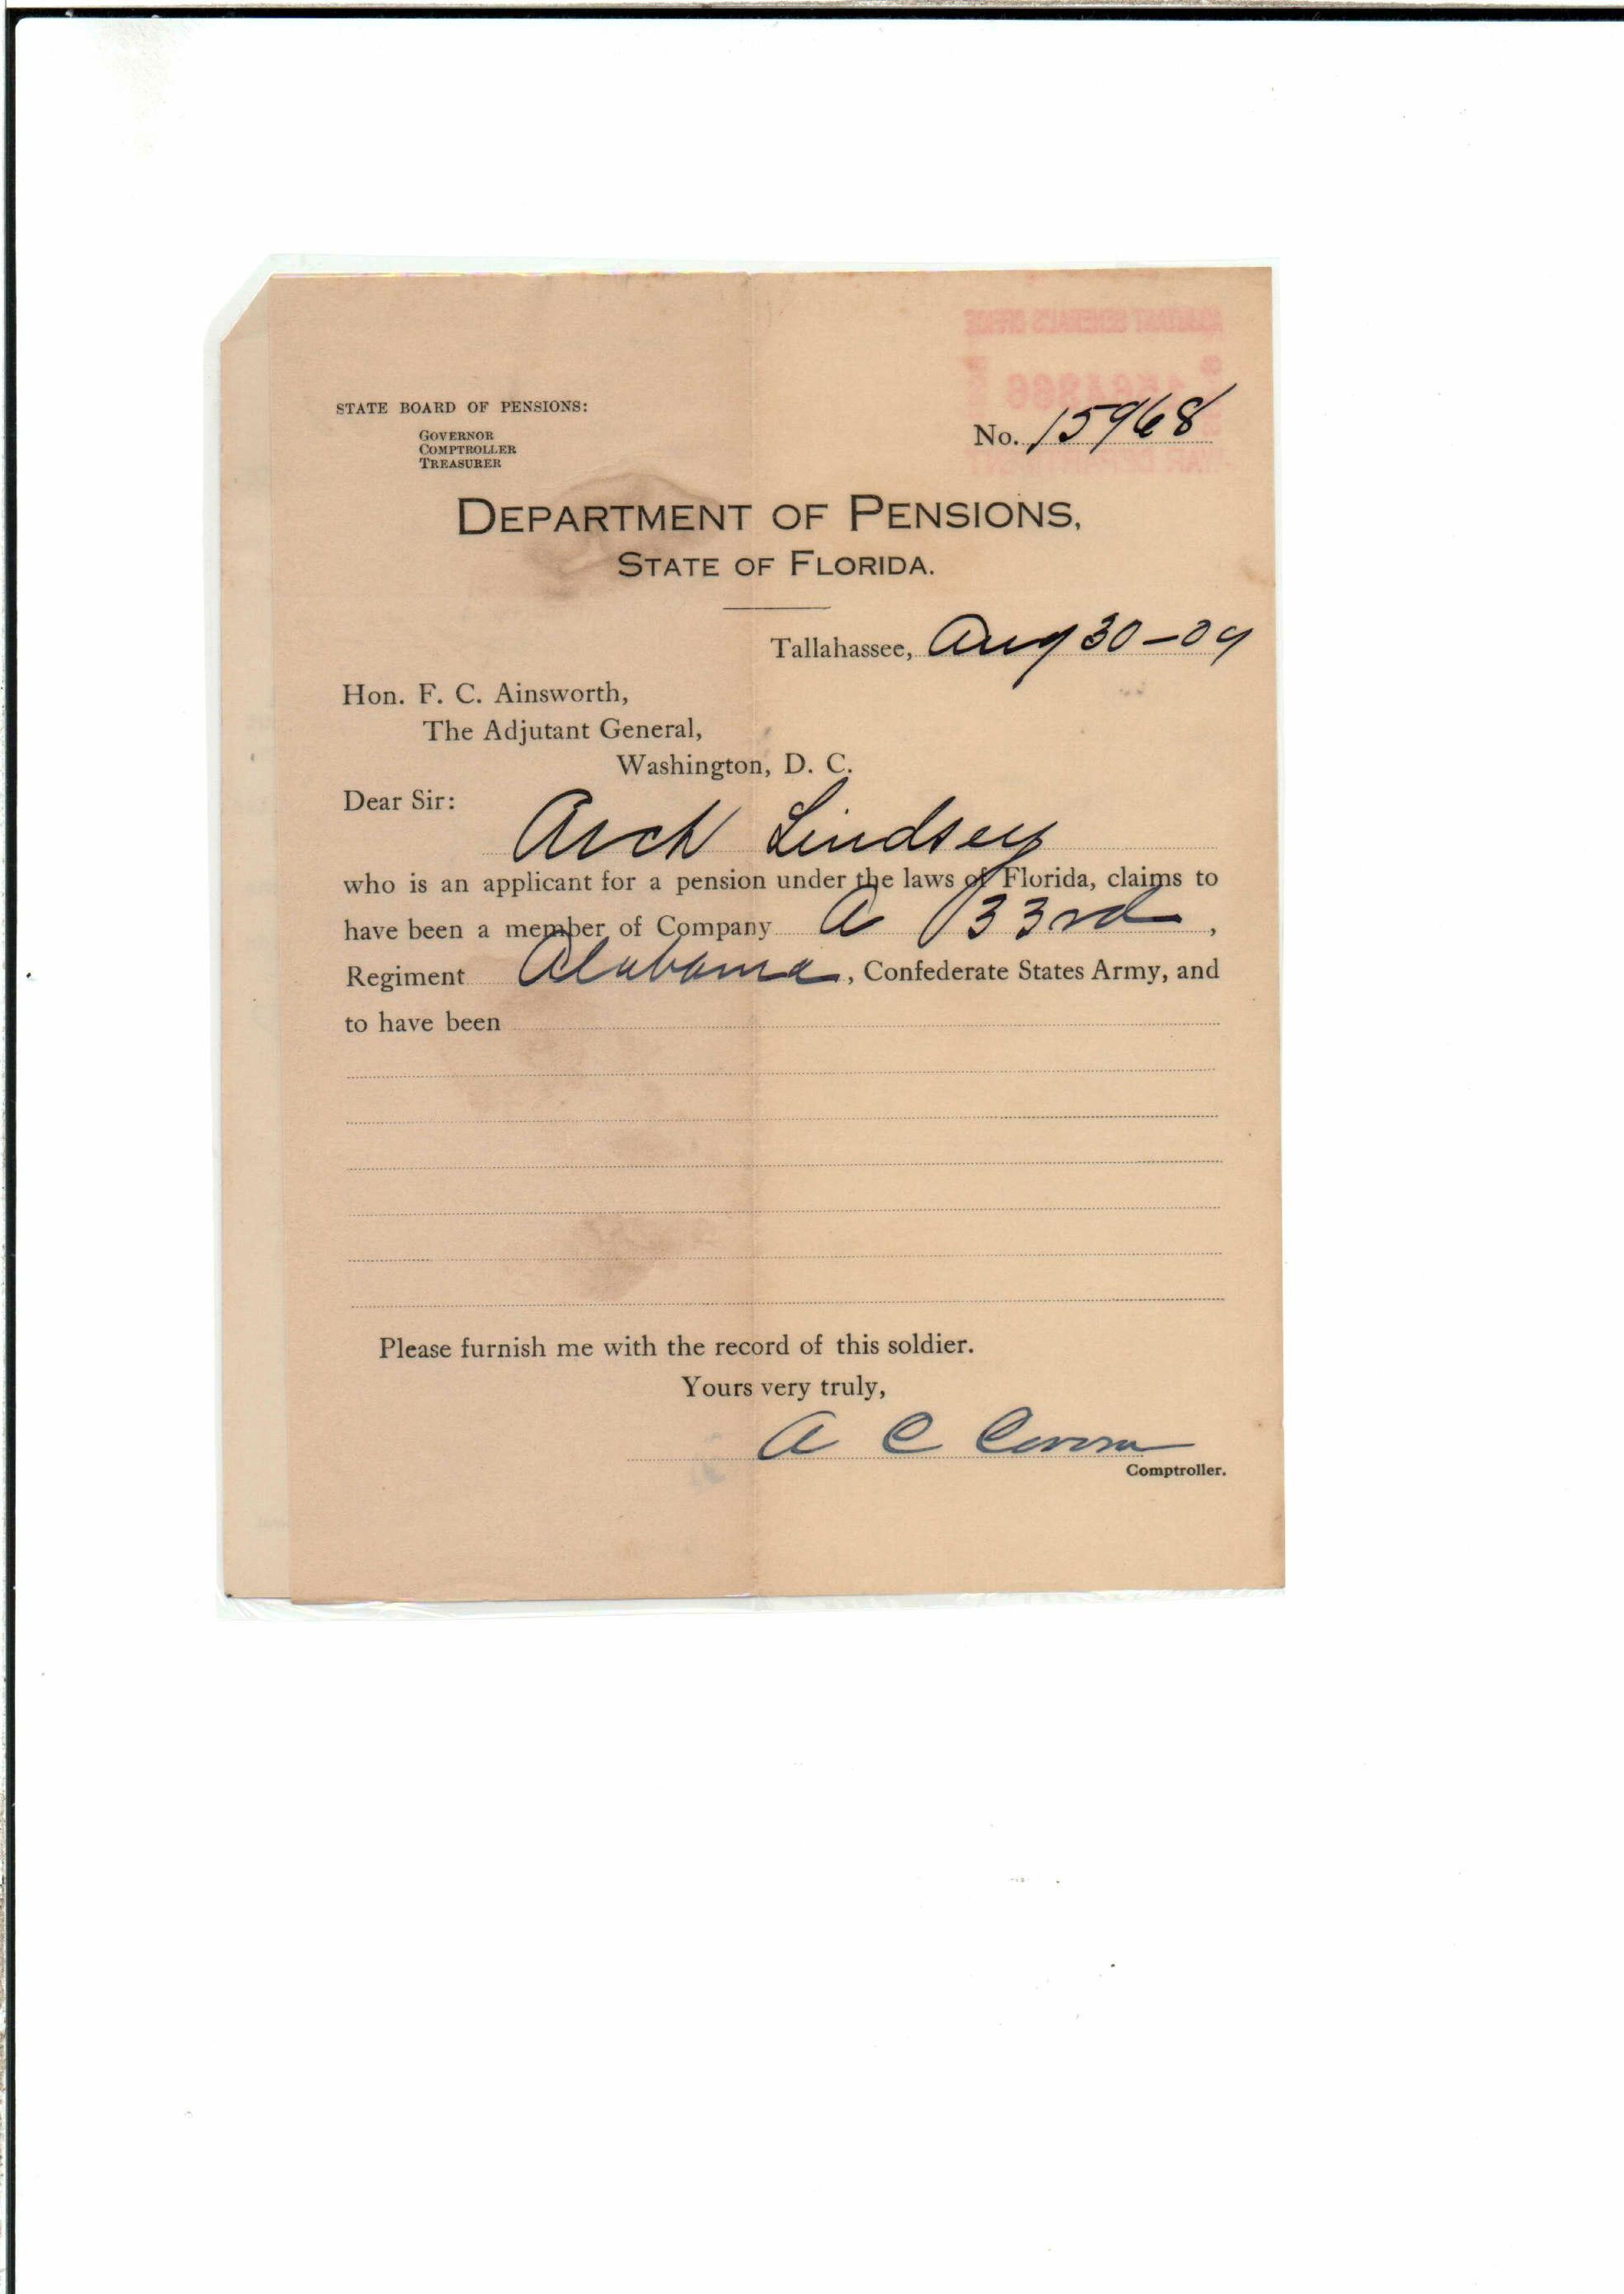 STATE BOARD OF PENSIONS:
GOVERNOR
COMPTROLLER
TREASURER
No. 15968
DEPARTMENT OF PENSIONS,
STATE OF FLORIDA.
Tallahassee, Aug 30-09
Hon. F. C. Ainsworth,
The Adjutant General,
Washington, D. C.
Dear Sir:
Arch Lindsey
who is an applicant for a pension under the laws of Florida, claims to
have been a member of Company A 33rd,
Regiment Alabama, Confederate States Army, and
to have been
Please furnish me with the record of this soldier.
Yours very truly,
A C Croom
Comptroller.